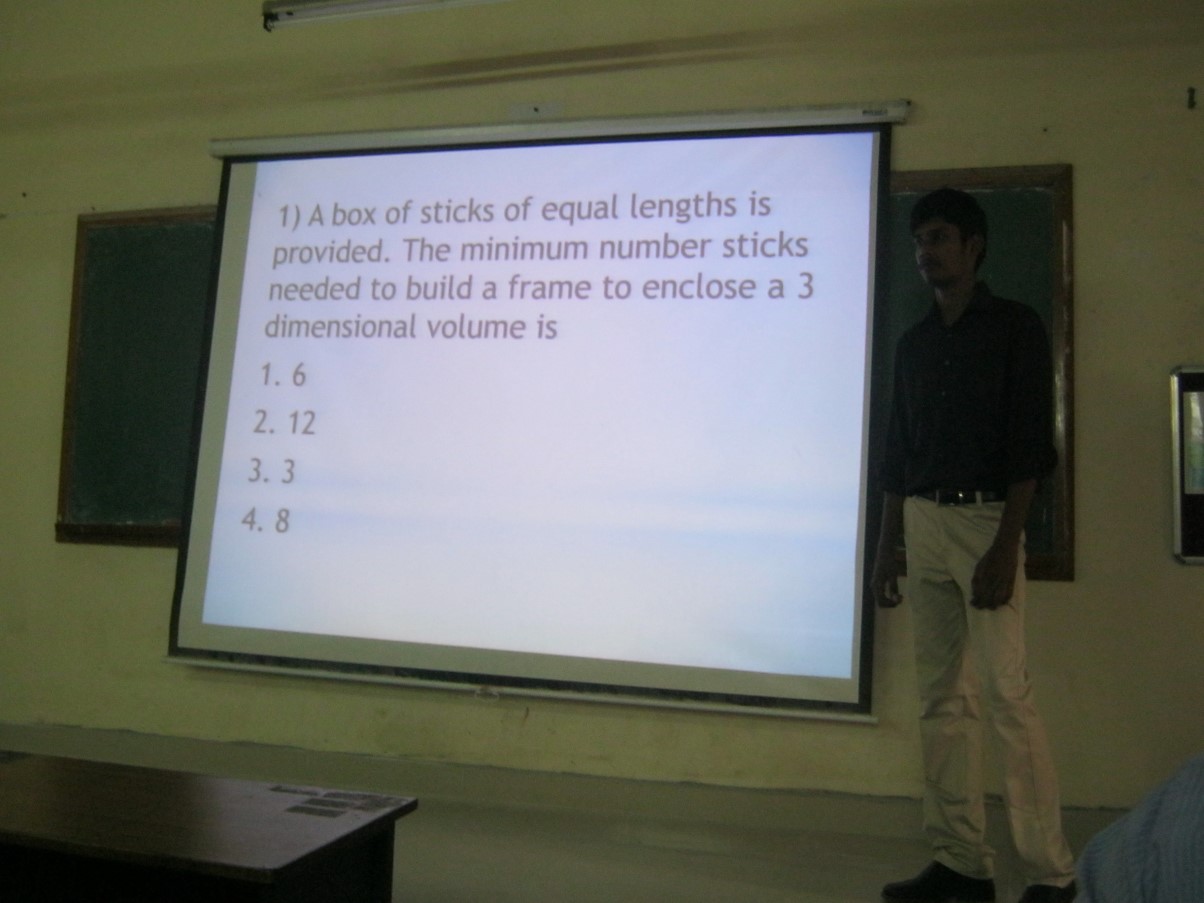 1) A box of sticks of equal lengths is
provided. The minimum number sticks
needed to build a frame to enclose a 3
dimensional volume is
1. 6
2. 12
3. 3
4. 8